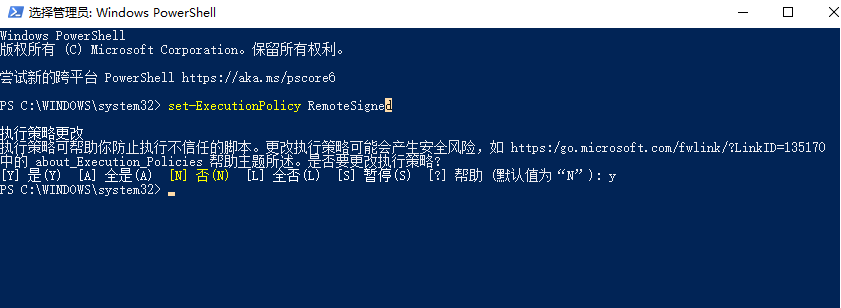 选择管理员: Windows PowerShell
Windows PowerShell
版权所有 (C) Microsoft Corporation。保留所有权利。
尝试新的跨平台 PowerShell https://aka.ms/pscore6
PS C:\WINDOWS\system32> set-ExecutionPolicy RemoteSigned
执行策略更改
执行策略可帮助你防止执行不信任的脚本。更改执行策略可能会产生安全风险，如 https:/go.microsoft.com/fwlink/?LinkID=135170
中的 about_Execution_Policies 帮助主题所述。是否要更改执行策略?
[Y] 是(Y)  [A] 全是(A)  [N] 否(N)  [L] 全否(L)  [S] 暂停(S)  [?] 帮助 (默认值为“N”): y
PS C:\WINDOWS\system32>